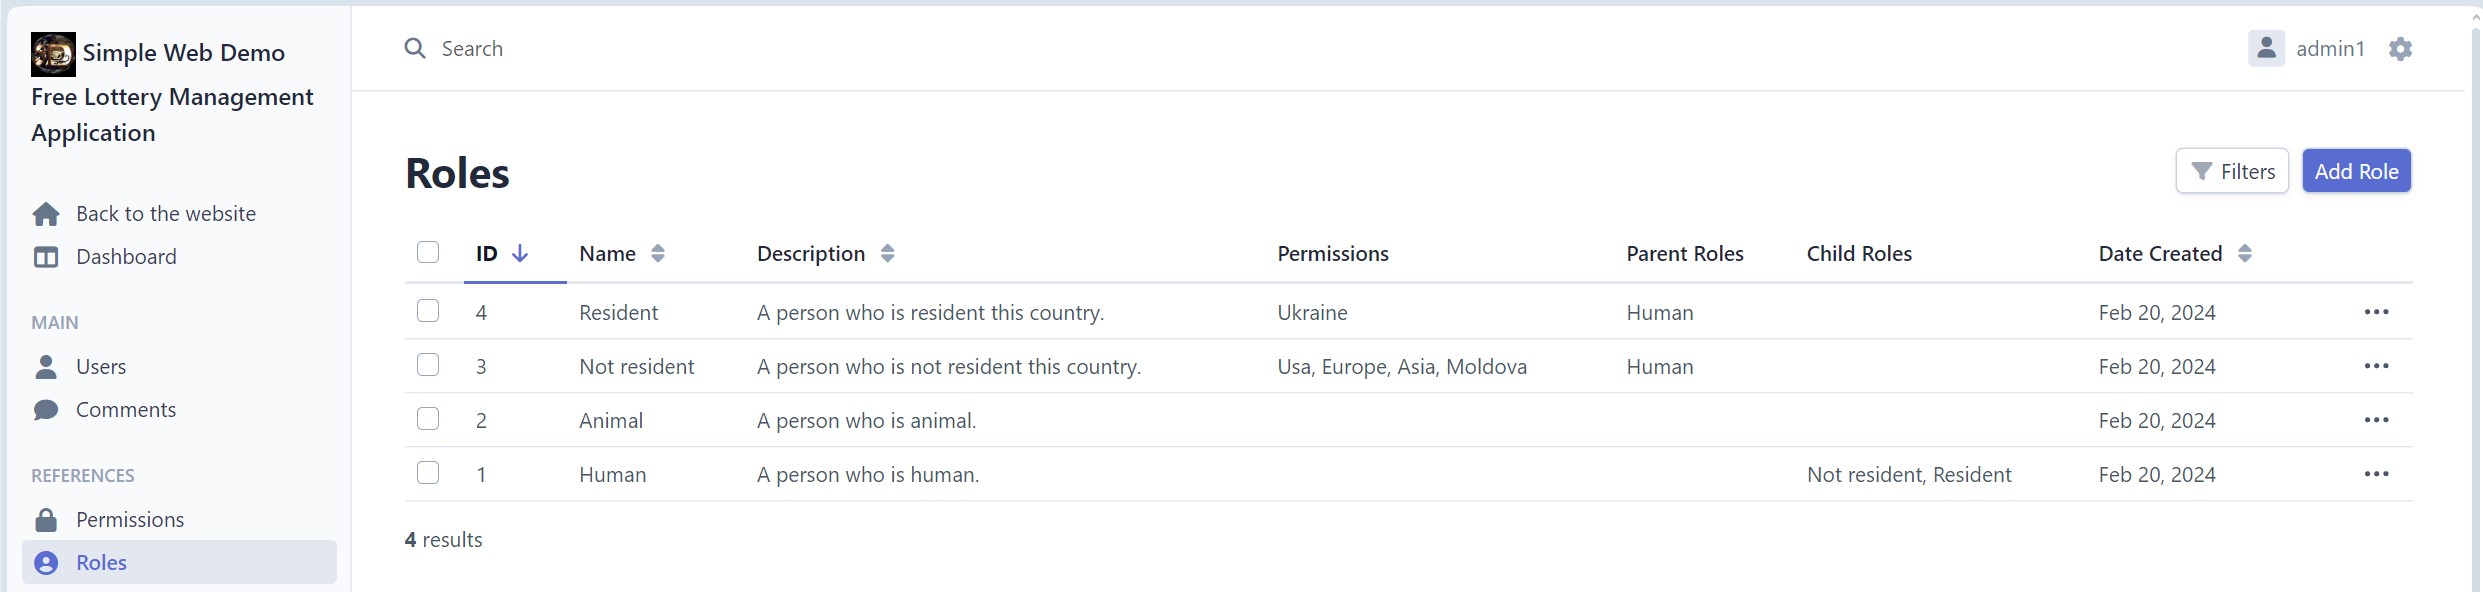 Simple Web Demo
Free Lottery Management
Application
Back to the website
Dashboard
MAIN
Users
Comments
REFERENCES
Permissions
Roles
Search
admin1
Roles
Filters
Add Role
ID Name Description Permissions Parent Roles Child Roles Date Created
4 Resident A person who is resident this country. Ukraine Human Feb 20, 2024
3 Not resident A person who is not resident this country. Usa, Europe, Asia, Moldova Human Feb 20, 2024
2 Animal A person who is animal. Feb 20, 2024
1 Human A person who is human. Not resident, Resident Feb 20, 2024
4 results